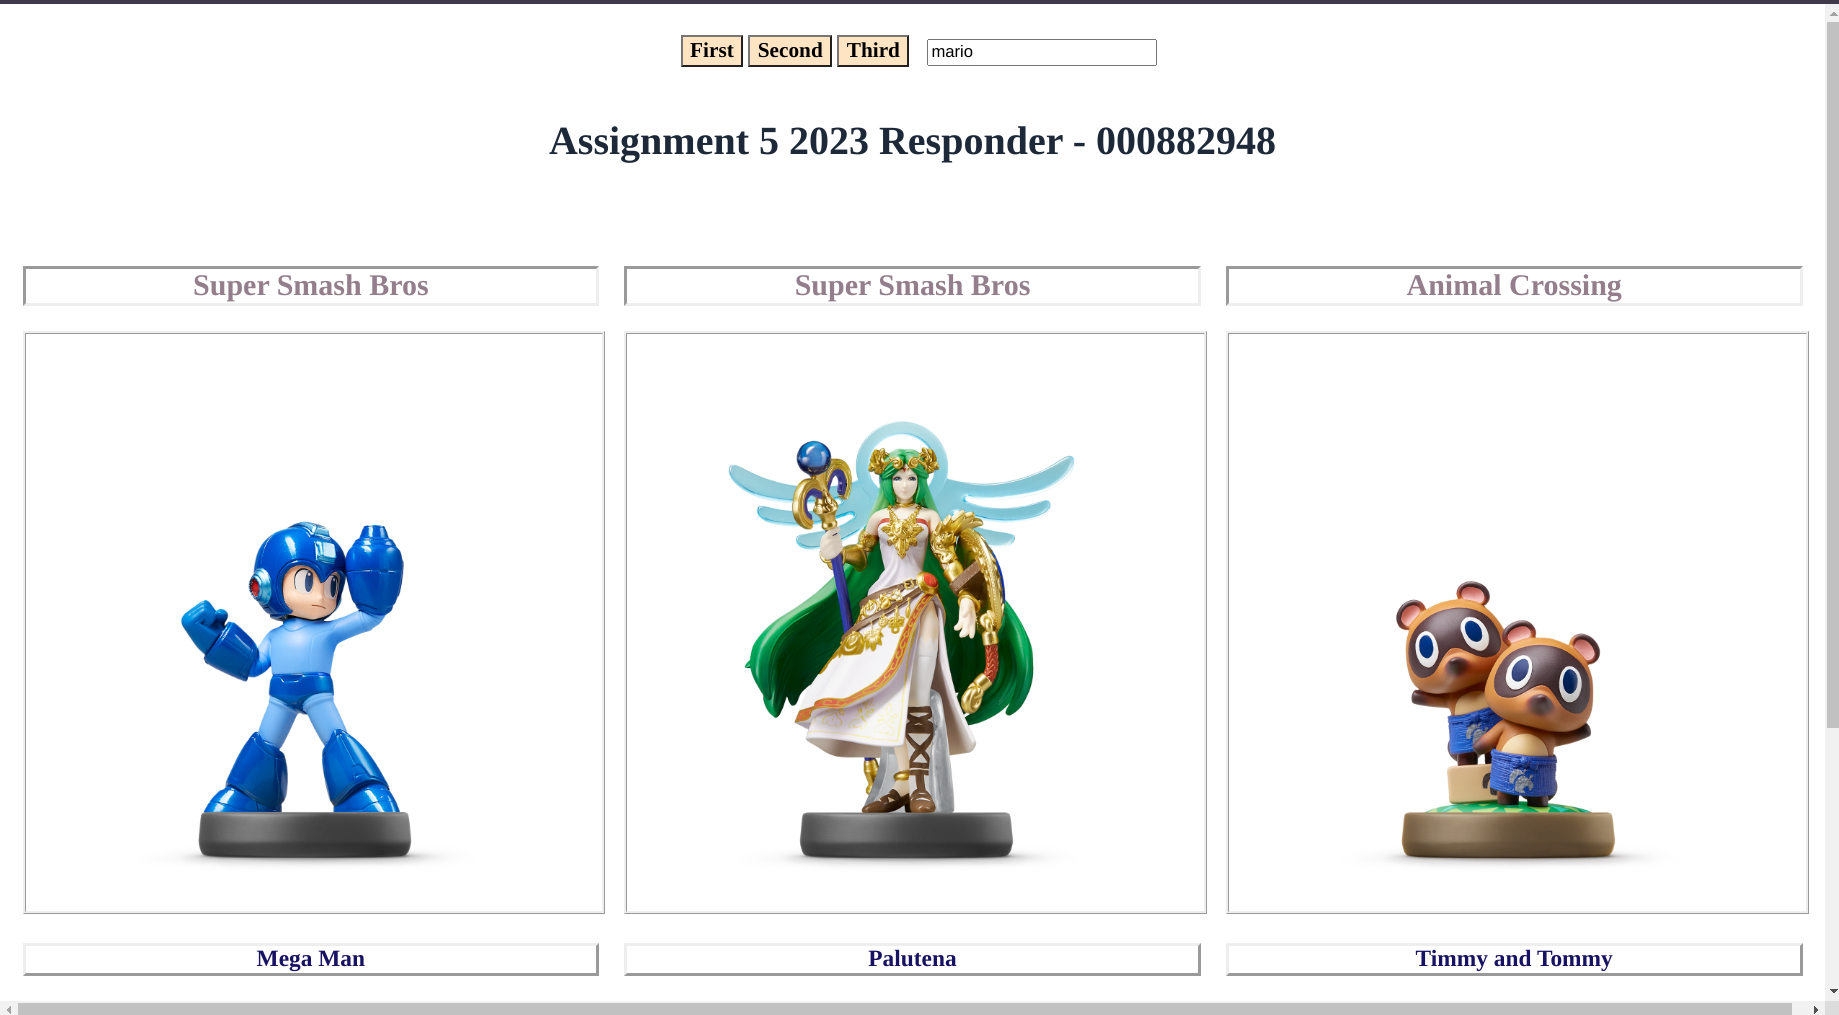 First Second Third mario
Assignment 5 2023 Responder - 000882948
Super Smash Bros Super Smash Bros Animal Crossing
Mega Man Palutena Timmy and Tommy